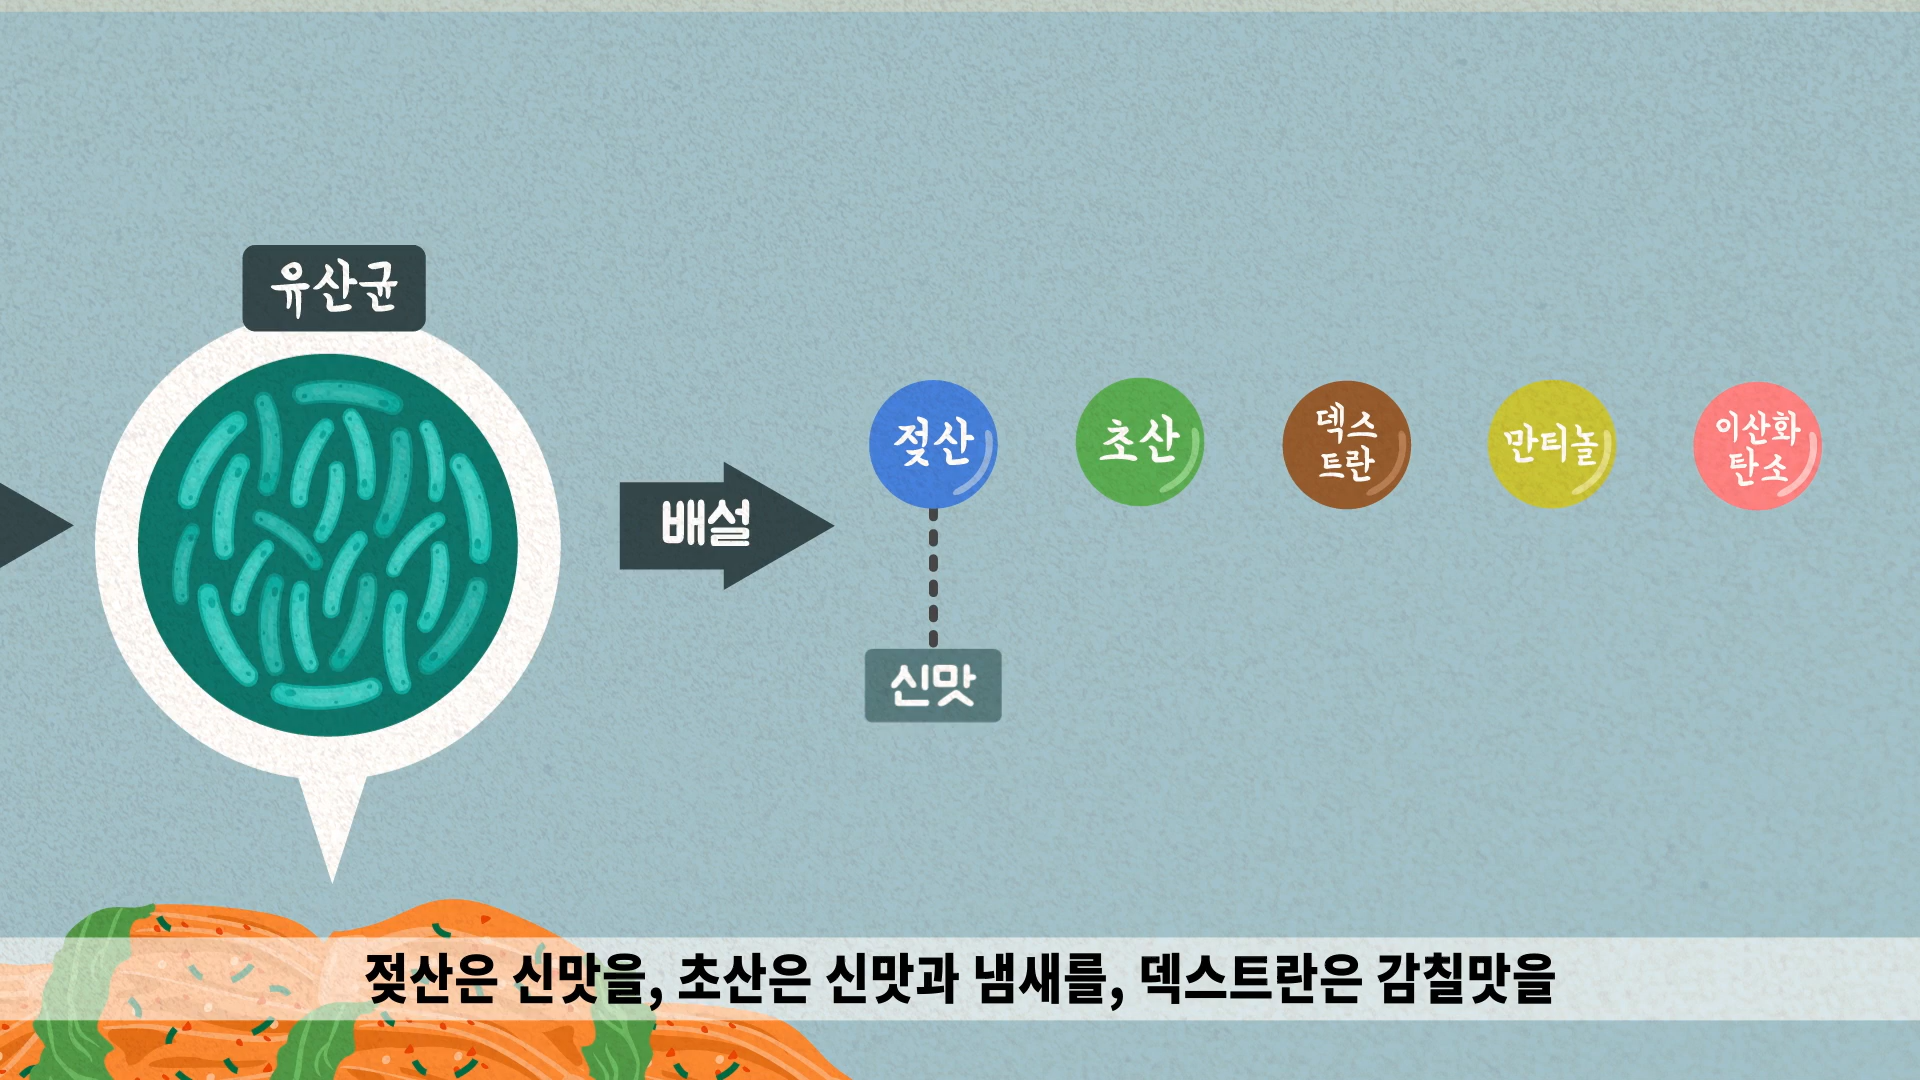 유산균
배설
젖산
초산
덱스
트란
만티놀
이산화
탄소
신맛
젖산은 신맛을, 초산은 신맛과 냄새를, 덱스트란은 감칠맛을